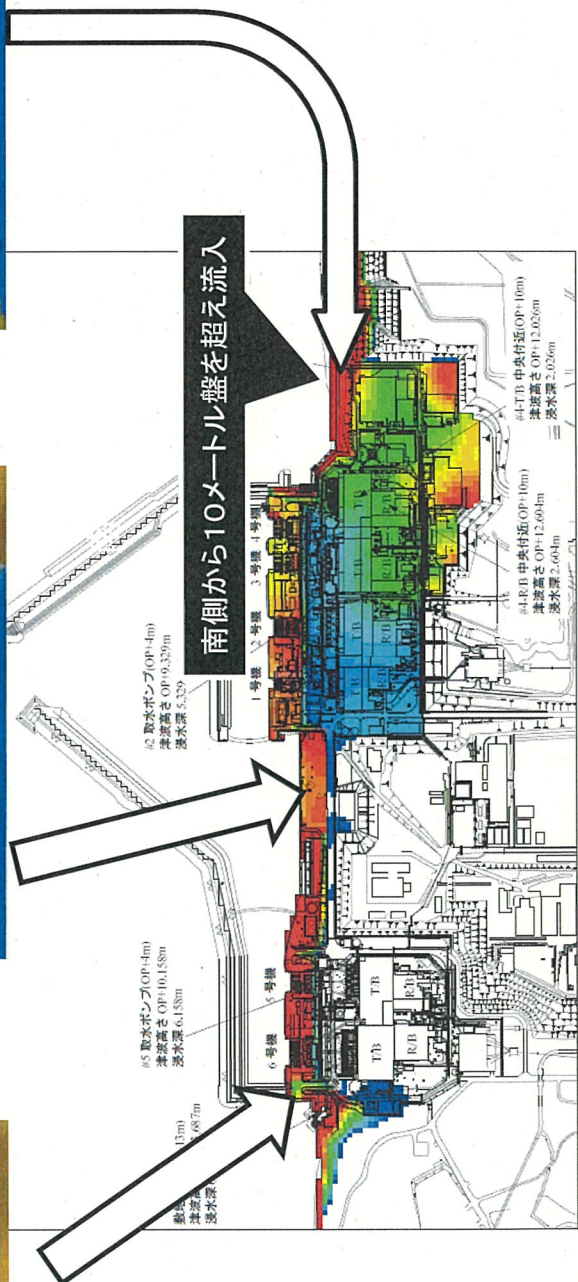 南側から10メートル盤を超え流入
#2 取水ポンプ(OP+4m)
津波高さ OP+9.329m
浸水深 5.329
#5 取水ポンプ(OP+4m)
津波高さ OP+10.158m
浸水深 6.158m
13m)
.687m
浸水深
6 号機
5 号機
1 号機
2 号機
3 号機
4 号機
T/B
T/B
R/B
R/B
T/B
T/B
T/B
R/B
R/B
#4-R/B 中央付近(OP+10m)
津波高さ OP+12.604m
浸水深 2.604m
#4-T/B 中央付近(OP+10m)
津波高さ OP+12.026m
浸水深 2.026m